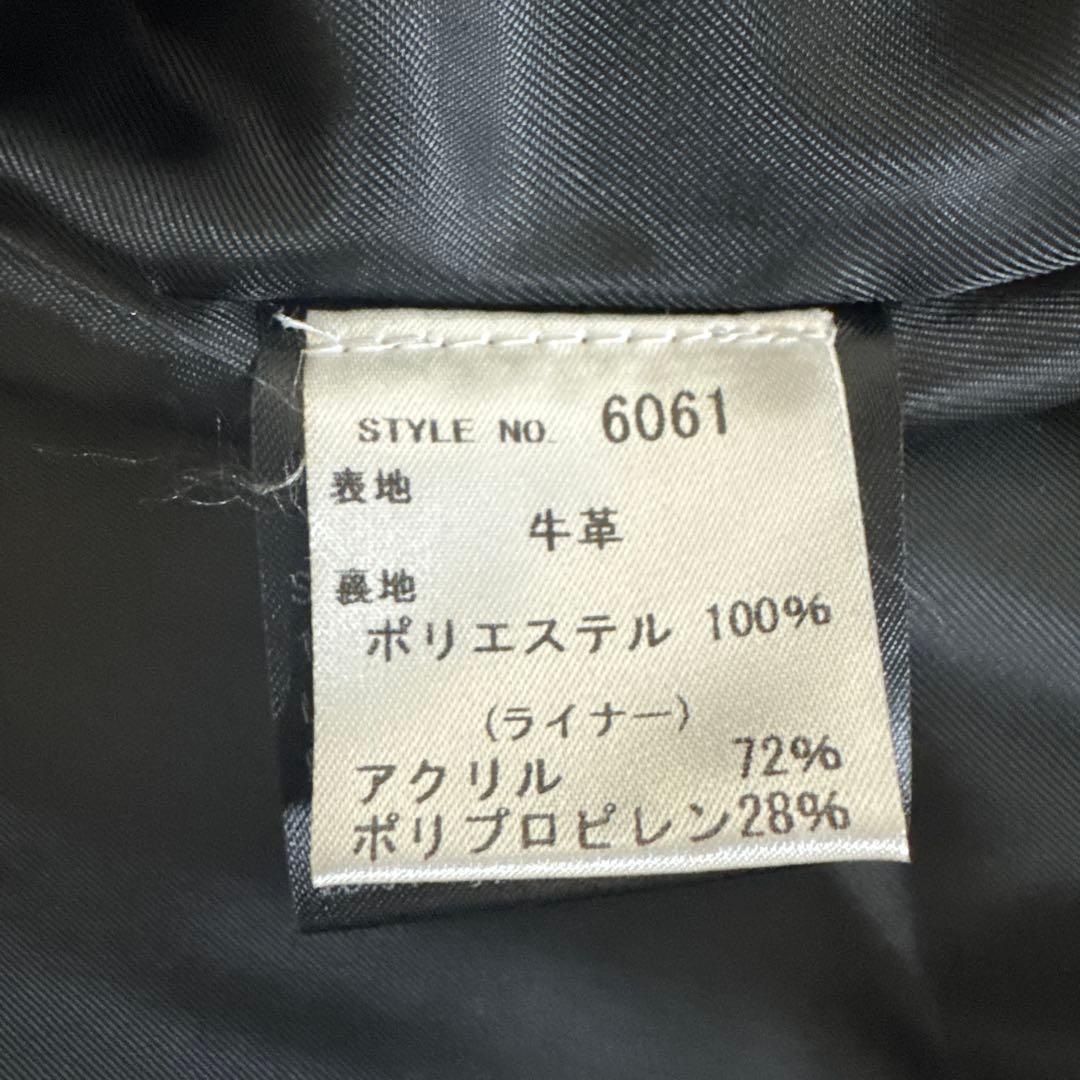 STYLE NO. 6061
表地
牛革
裏地
ポリエステル 100%
(ライナー)
アクリル 72%
ポリプロピレン28%